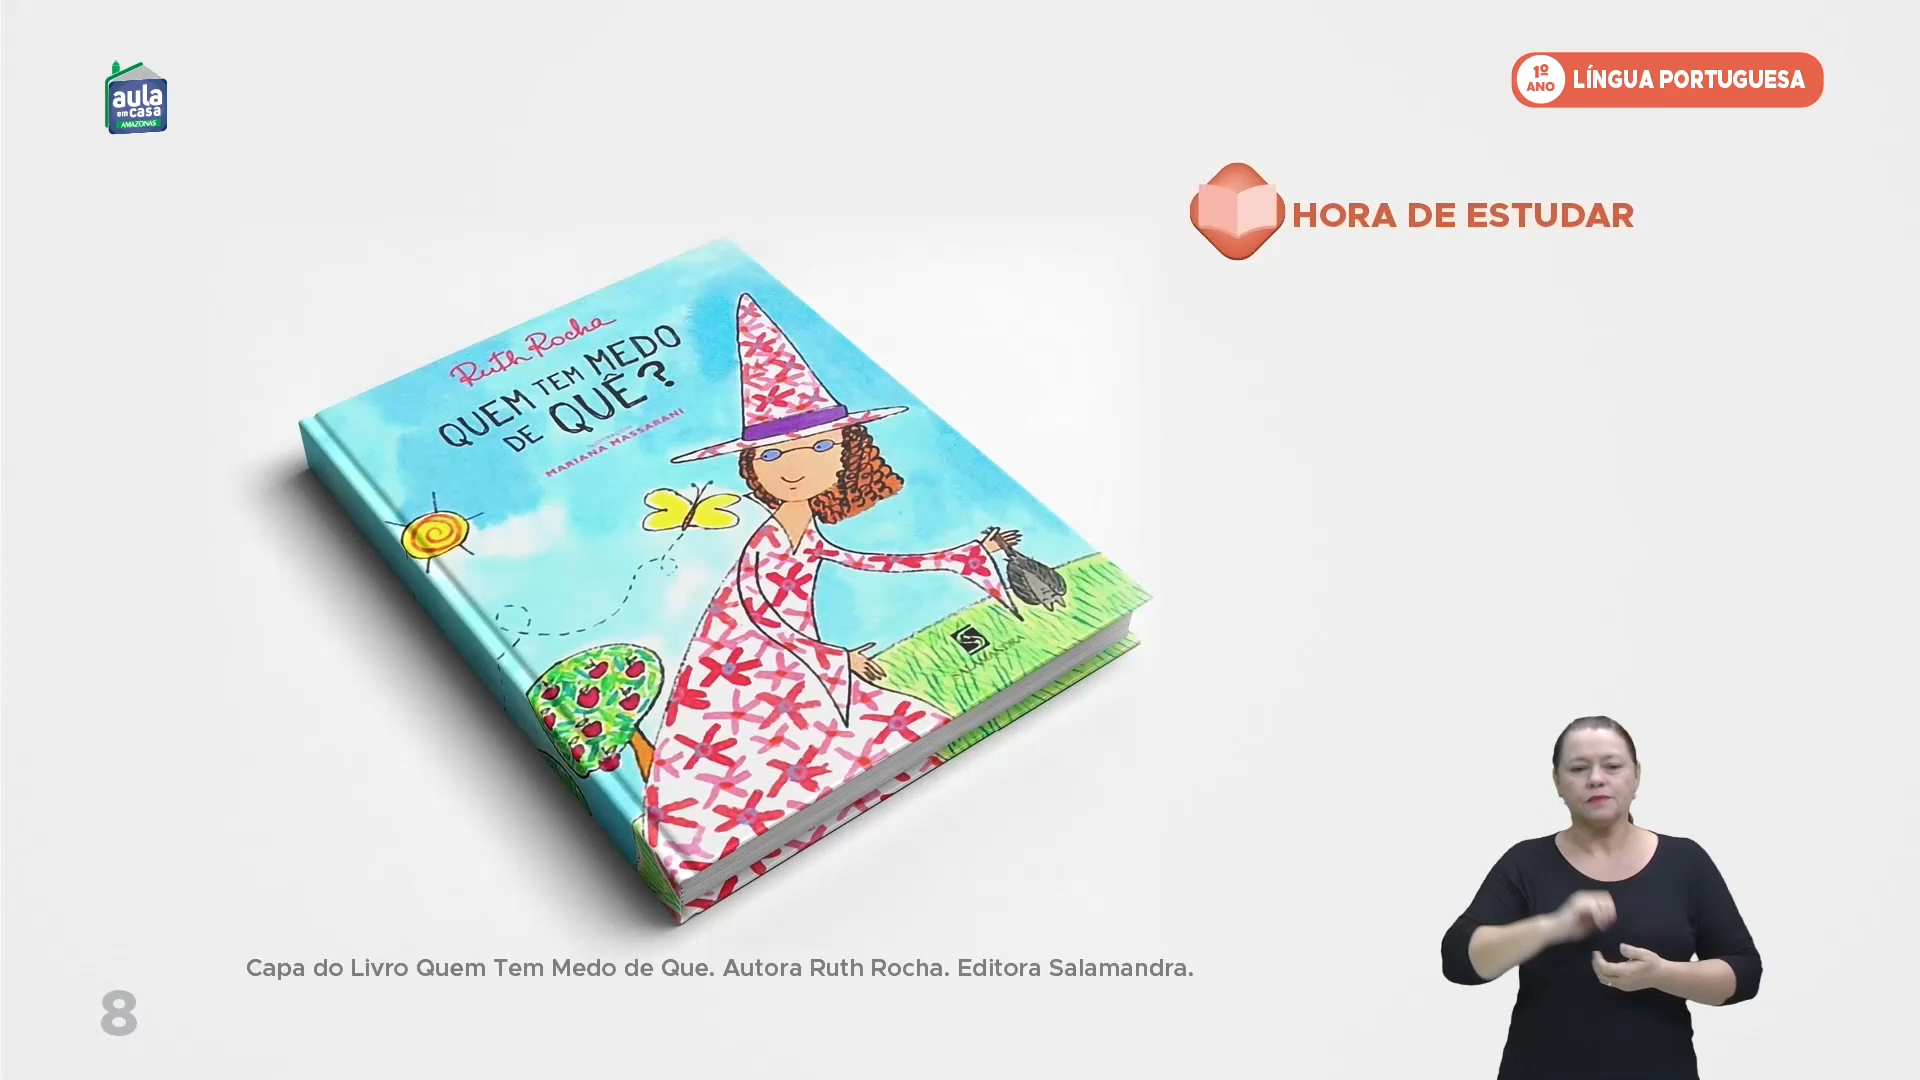 aula
em casa
AMAZONAS
1º
ANO
LÍNGUA PORTUGUESA
HORA DE ESTUDAR
Ruth Rocha
QUEM TEM MEDO
DE QUÊ?
MARIANA MASSARANI
SALAMANDRA
Capa do Livro Quem Tem Medo de Que. Autora Ruth Rocha. Editora Salamandra.
8